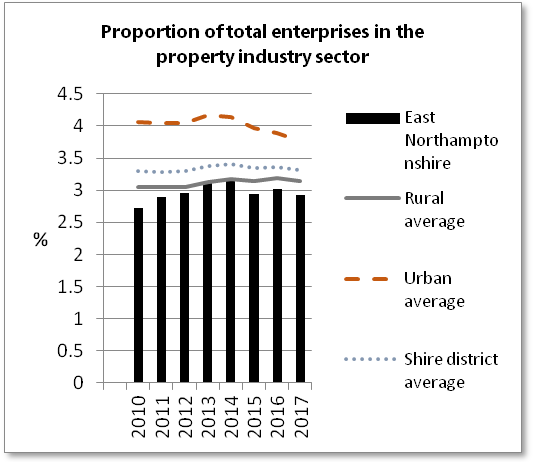 Proportion of total enterprises in the
property industry sector
4.5
4
3.5
3
2.5
2
1.5
1
0.5
0
%
2010
2011
2012
2013
2014
2015
2016
2017
East
Northampto
nshire
Rural
average
Urban
average
Shire district
average